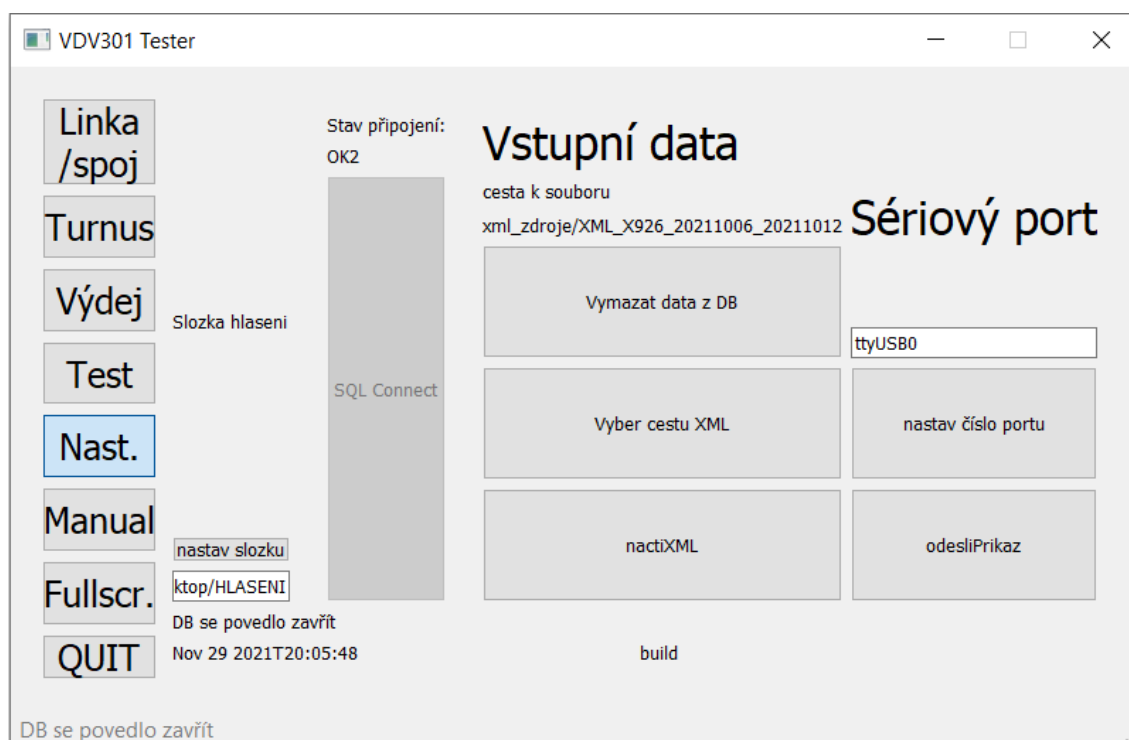 VDV301 Tester
Linka
/spoj
Turnus
Výdej
Test
Nast.
Manual
Fullscr.
QUIT
Slozka hlaseni
nastav slozku
ktop/HLASENI
DB se povedlo zavřít
Nov 29 2021T20:05:48
Stav připojení:
OK2
SQL Connect
Vstupní data
cesta k souboru
xml_zdroje/XML_X926_20211006_20211012
Vymazat data z DB
Vyber cestu XML
nactiXML
build
Sériový port
ttyUSB0
nastav číslo portu
odesliPrikaz
DB se povedlo zavřít